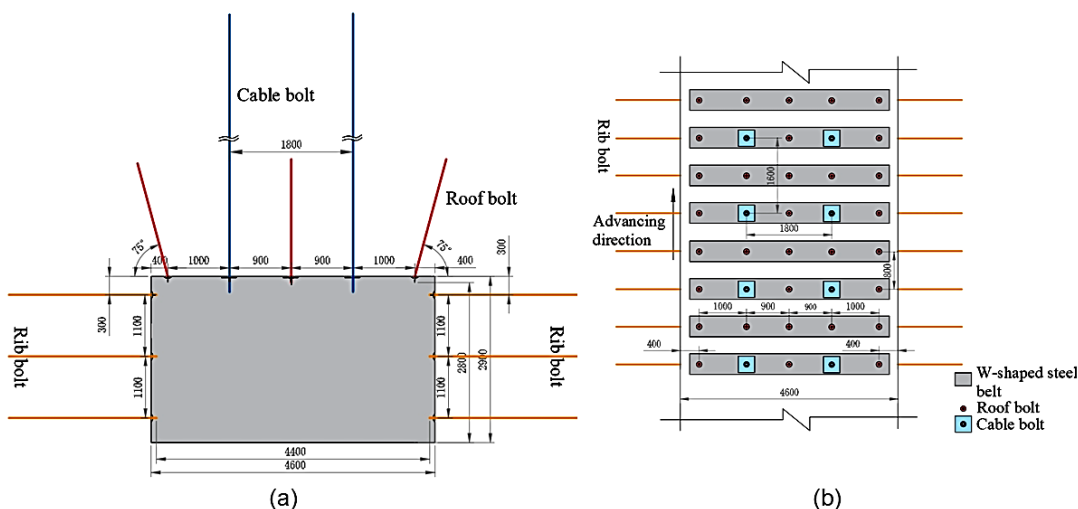 Cable bolt
1800
Roof bolt
75°
75°
400
1000
900
900
1000
400
300
300
Rib bolt
1100
1100
1100
1100
2800
2900
Rib bolt
4400
4600
(a)
Rib bolt
1600
Advancing
direction
1800
800
1000
900
900
1000
400
400
4600
W-shaped steel
belt
Roof bolt
Cable bolt
(b)